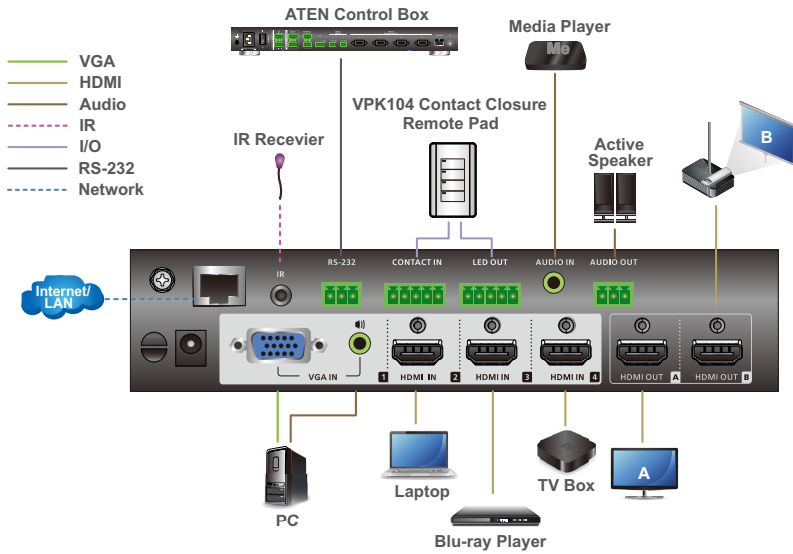 ATEN Control Box
Media Player
Me
VGA
HDMI
Audio
IR
I/O
RS-232
Network
IR Recevier
VPK104 Contact Closure
Remote Pad
Active
Speaker
B
Internet/
LAN
IR
RS-232
CONTACT IN
LED OUT
AUDIO IN
AUDIO OUT
VGA IN
1
HDMI IN
2
HDMI IN
3
HDMI IN
4
HDMI OUT
A
HDMI OUT
B
PC
Laptop
Blu-ray Player
TV Box
A